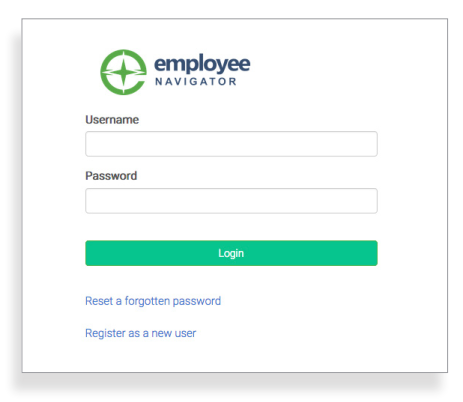 employee
NAVIGATOR
Username
Password
Login
Reset a forgotten password
Register as a new user